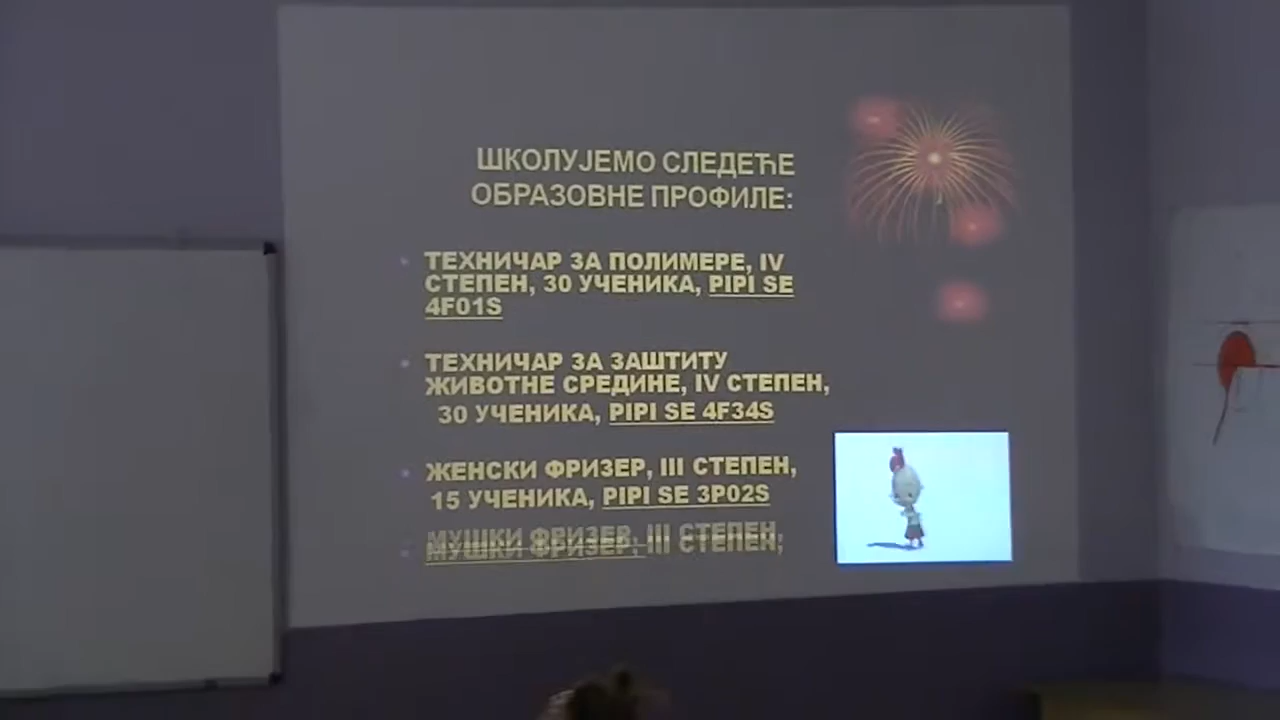 ШКОЛУЈЕМО СЛЕДЕЋЕ
ОБРАЗОВНЕ ПРОФИЛЕ:
ТЕХНИЧАР ЗА ПОЛИМЕРЕ, IV
СТЕПЕН, 30 УЧЕНИКА, PIPI SE
4F01S
ТЕХНИЧАР ЗА ЗАШТИТУ
ЖИВОТНЕ СРЕДИНЕ, IV СТЕПЕН,
30 УЧЕНИКА, PIPI SE 4F34S
ЖЕНСКИ ФРИЗЕР, III СТЕПЕН,
15 УЧЕНИКА, PIPI SE 3P02S
МУШКИ ФРИЗЕР, III СТЕПЕН,